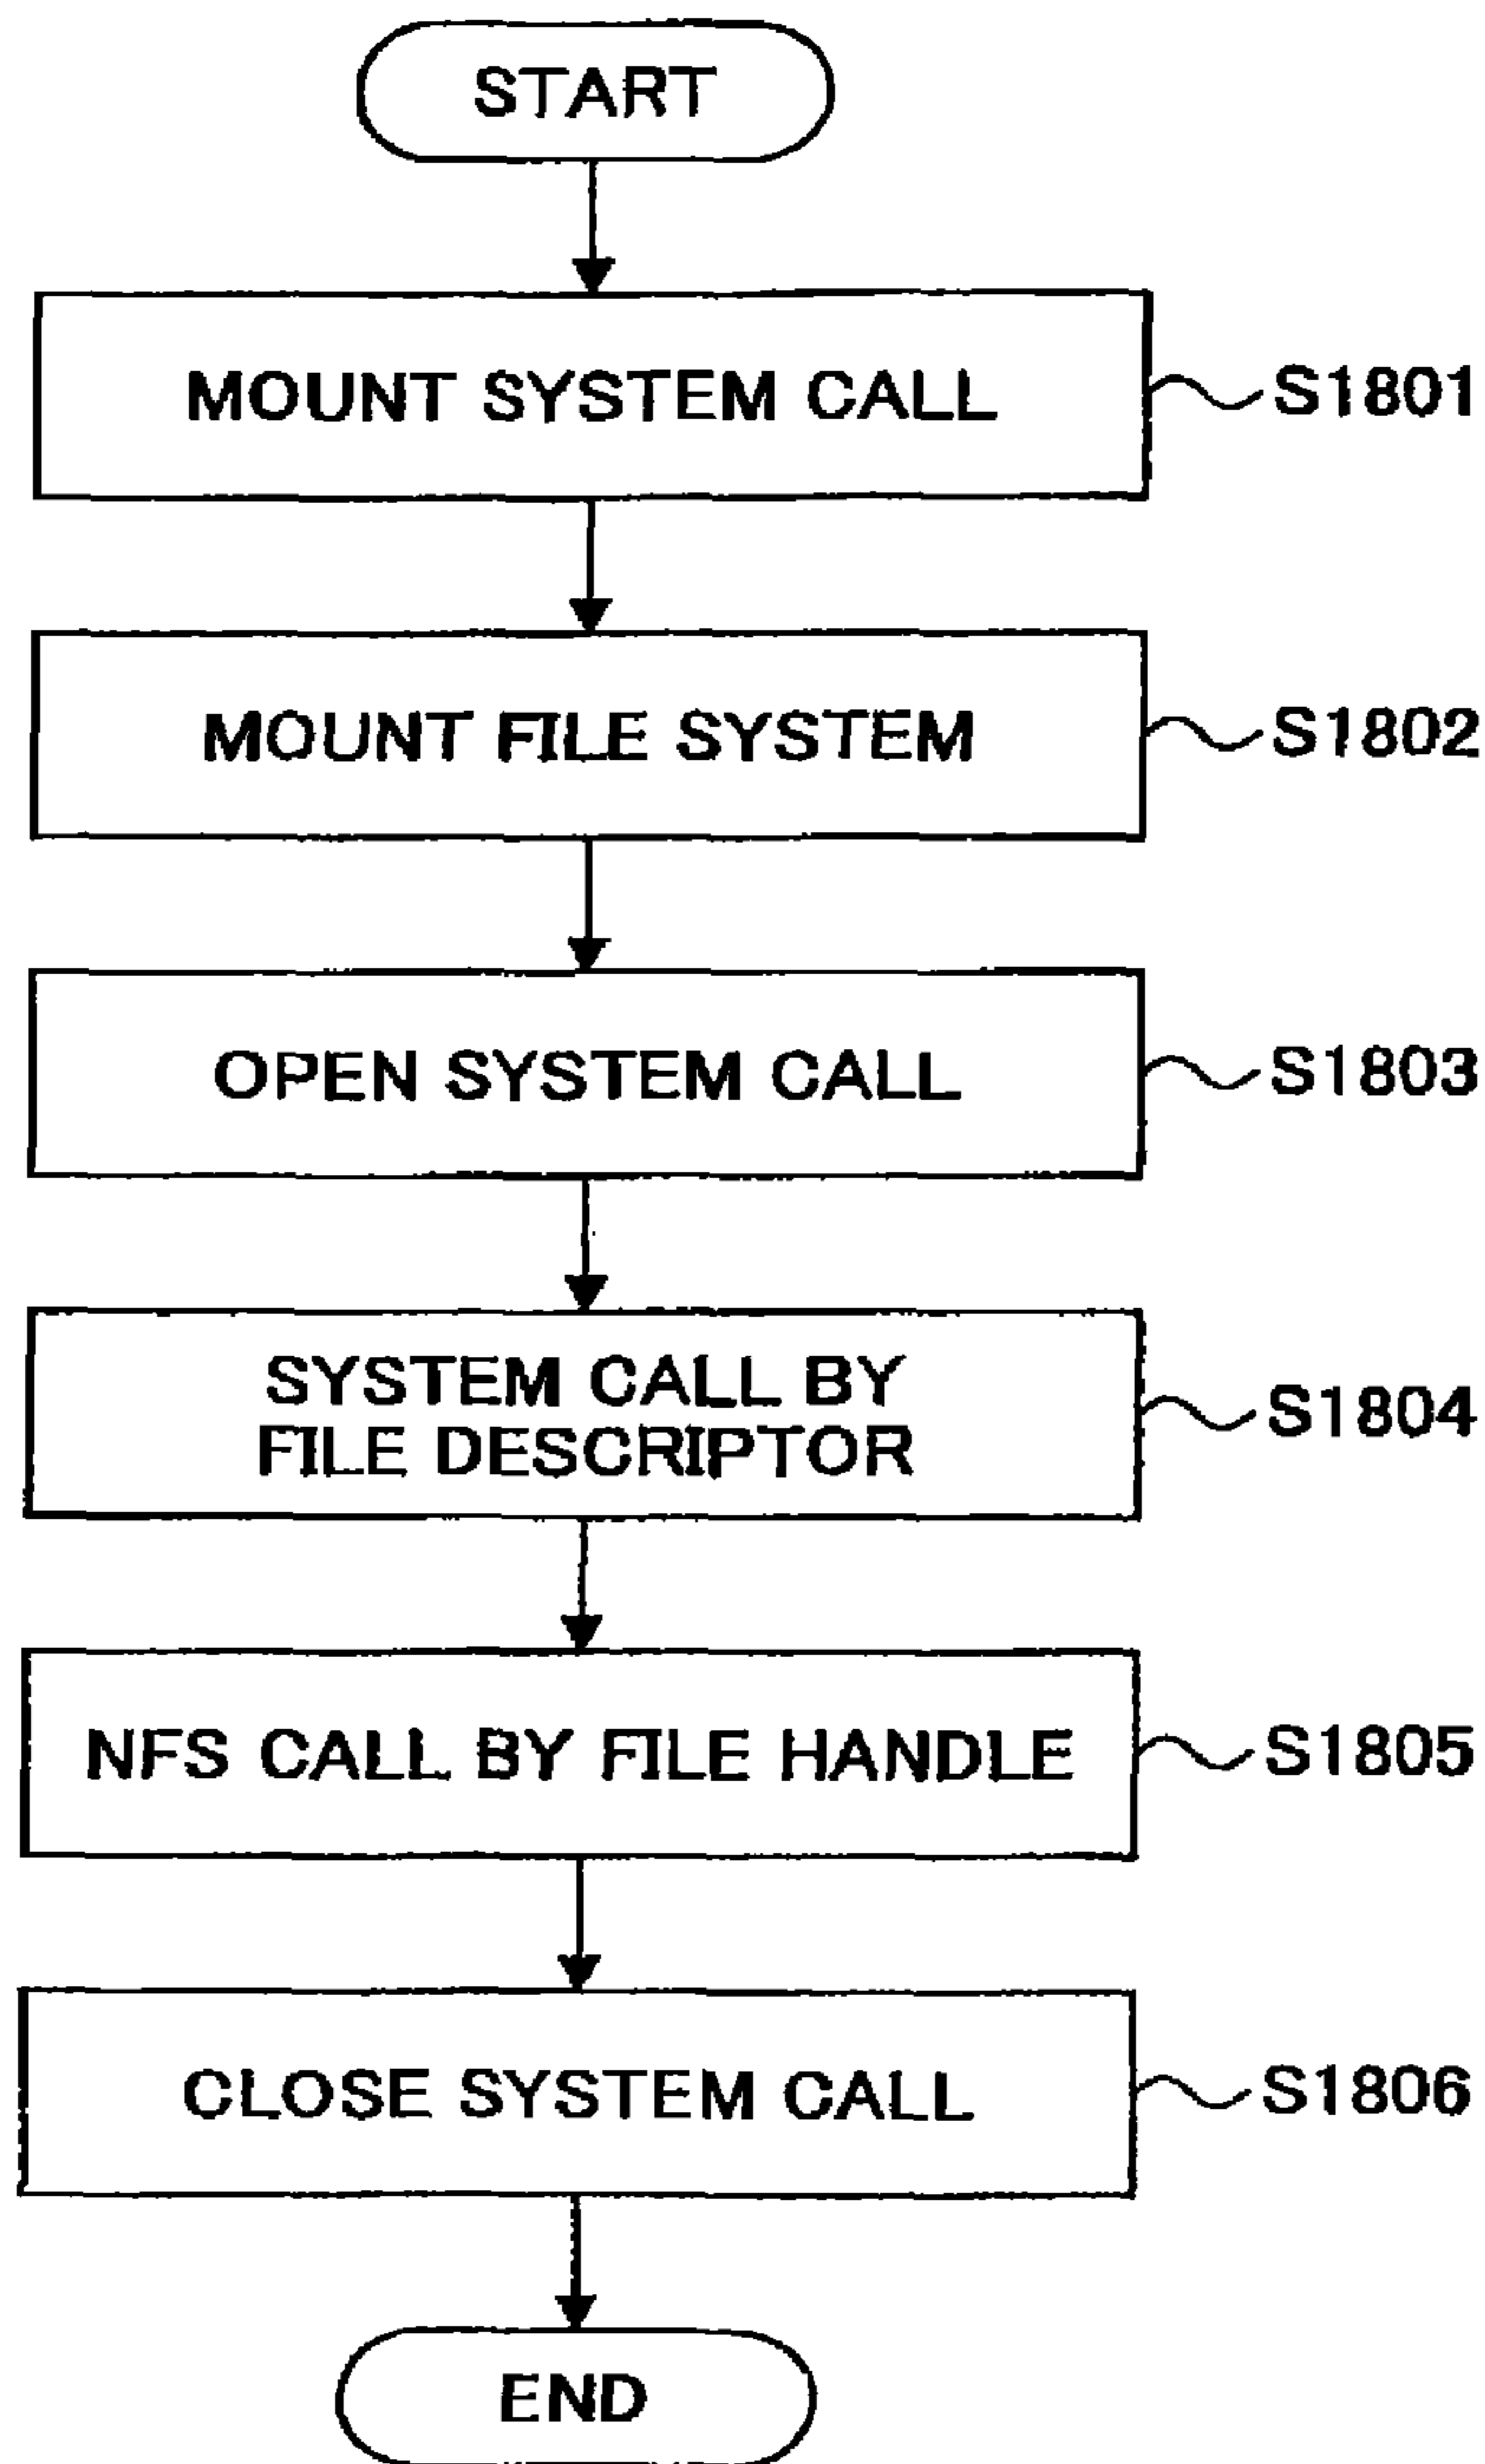 START
MOUNT SYSTEM CALL
S1801
MOUNT FILE SYSTEM
S1802
OPEN SYSTEM CALL
S1803
SYSTEM CALL BY
FILE DESCRIPTOR
S1804
NFS CALL BY FILE HANDLE
S1805
CLOSE SYSTEM CALL
S1806
END